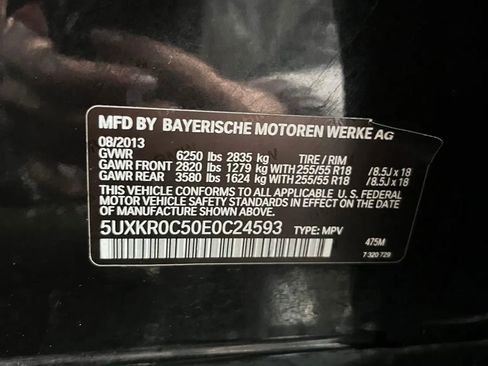 MFD BY BAYERISCHE MOTOREN WERKE AG
08/2013
GVWR 6250 lbs 2835 kg TIRE / RIM
GAWR FRONT 2820 lbs 1279 kg WITH 255/55 R18 /8.5J x 18
GAWR REAR 3580 lbs 1624 kg WITH 255/55 R18 /8.5J x 18
THIS VEHICLE CONFORMS TO ALL APPLICABLE U. S. FEDERAL
MOTOR VEHICLE SAFETY STANDARDS IN EFFECT ON THE DATE
OF MANUFACTURE SHOWN ABOVE.
5UXKR0C50E0C24593 TYPE: MPV 475M
7 320 729